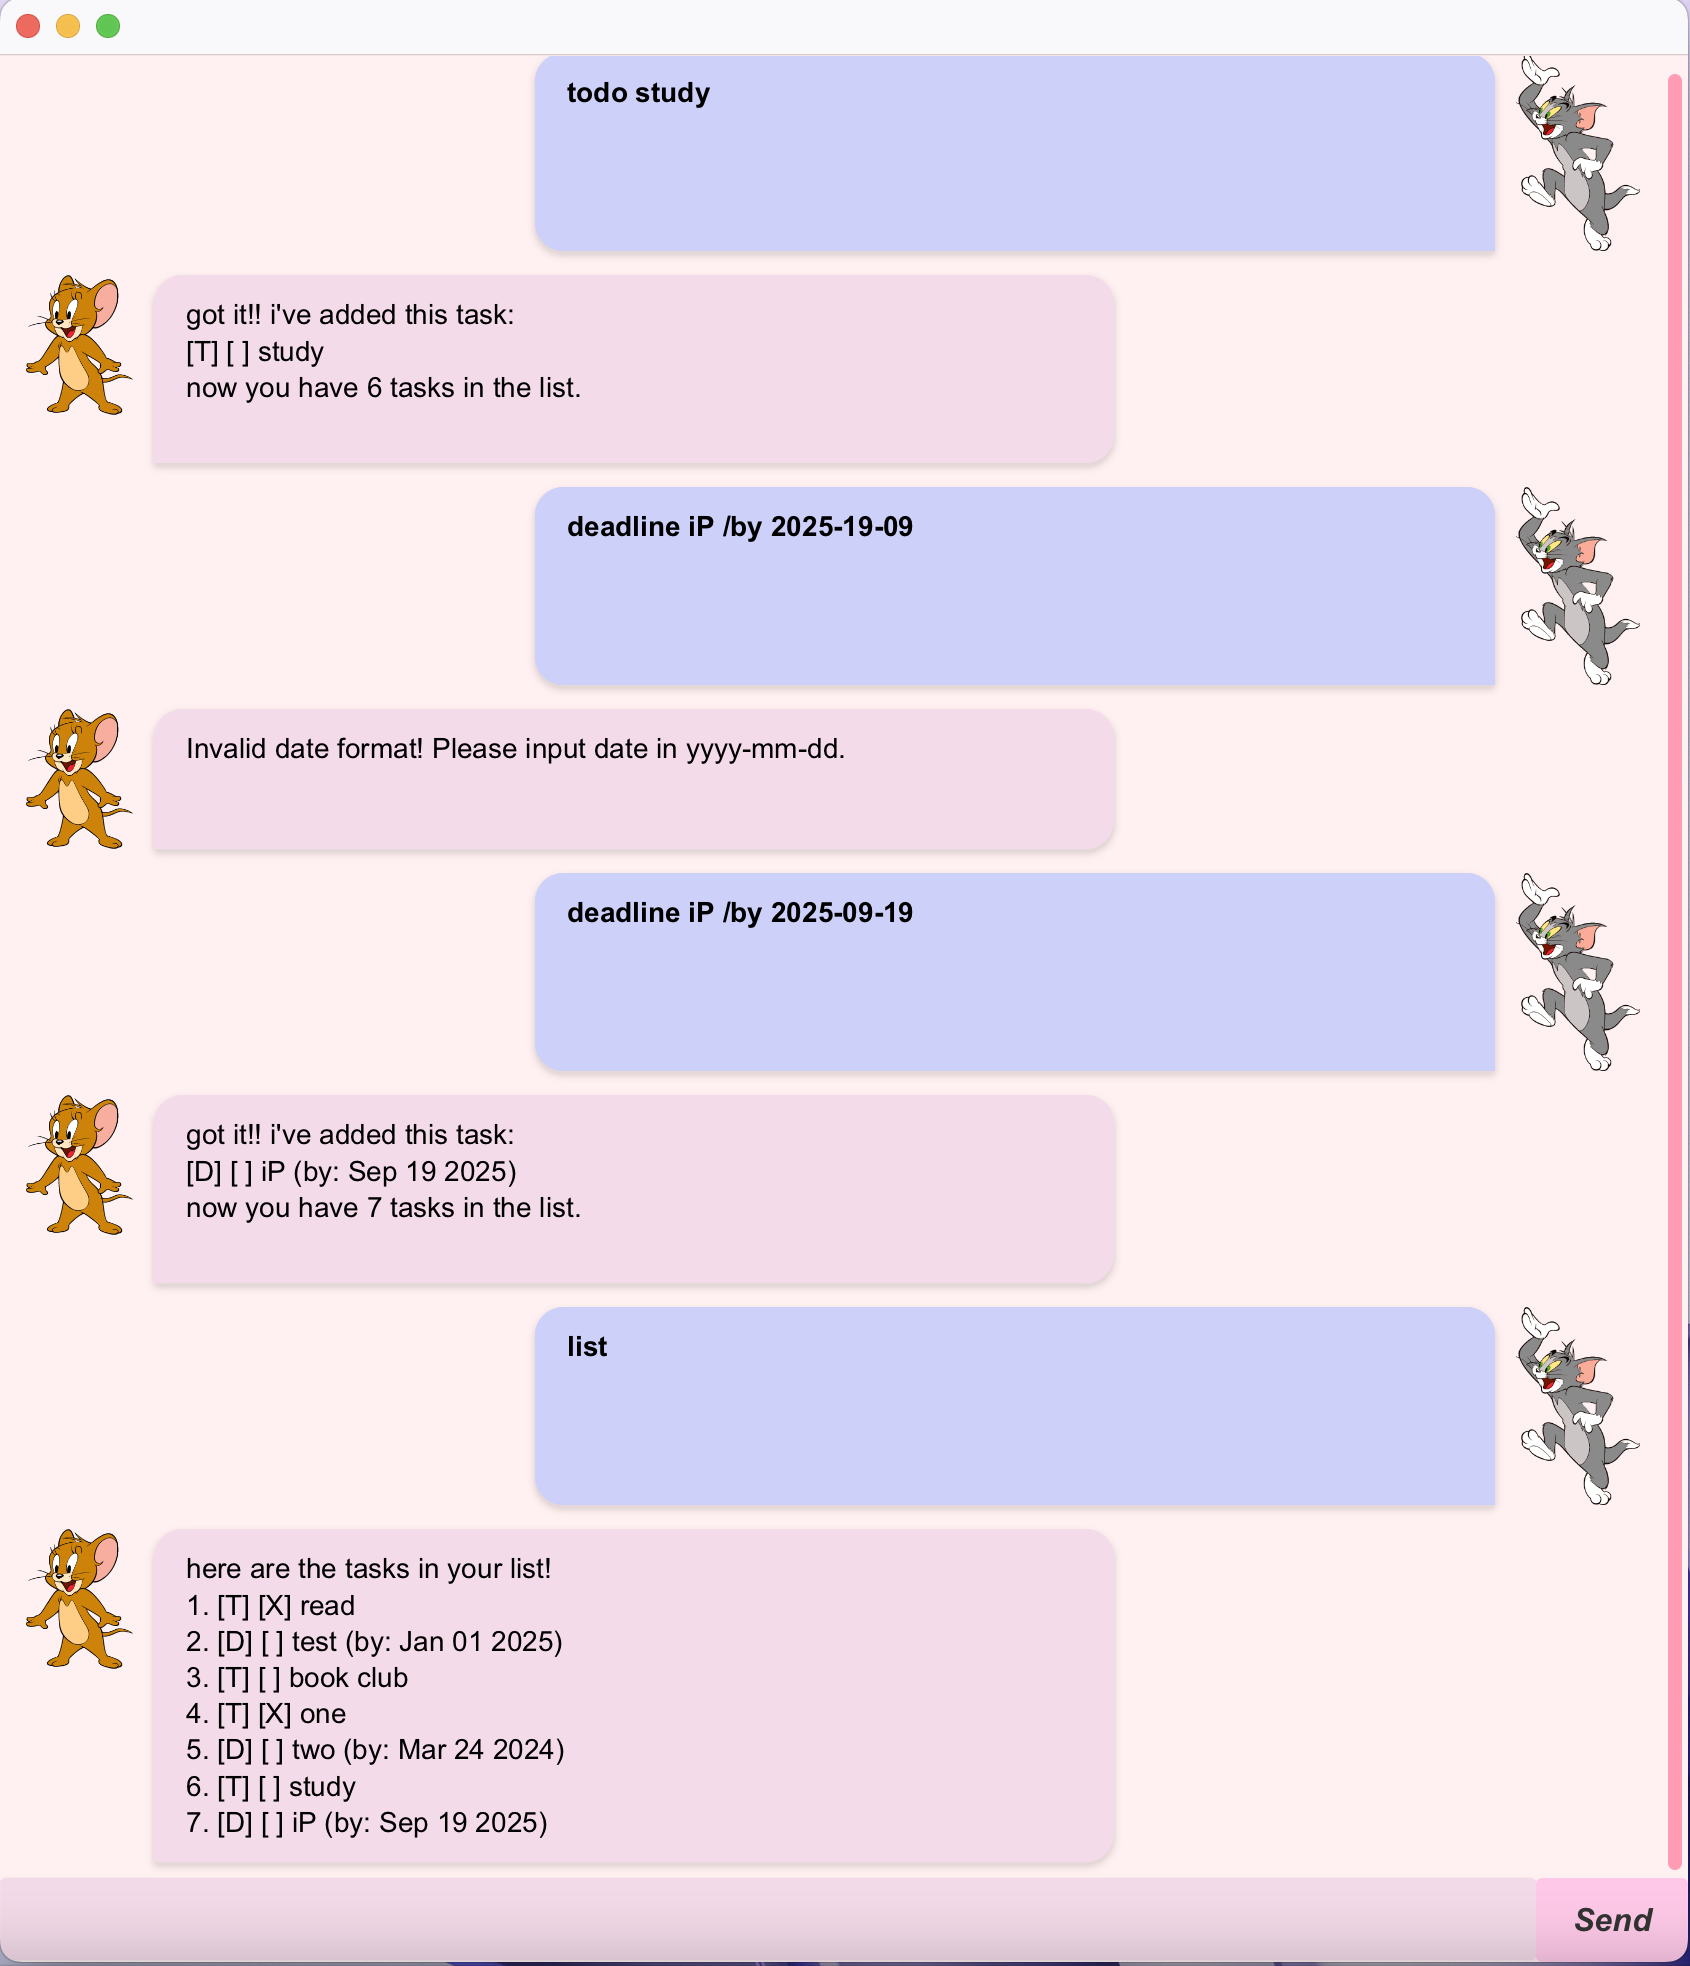 todo study
got it!! i've added this task:
[T] [ ] study
now you have 6 tasks in the list.
deadline iP /by 2025-19-09
Invalid date format! Please input date in yyyy-mm-dd.
deadline iP /by 2025-09-19
got it!! i've added this task:
[D] [ ] iP (by: Sep 19 2025)
now you have 7 tasks in the list.
list
here are the tasks in your list!
1. [T] [X] read
2. [D] [ ] test (by: Jan 01 2025)
3. [T] [ ] book club
4. [T] [X] one
5. [D] [ ] two (by: Mar 24 2024)
6. [T] [ ] study
7. [D] [ ] iP (by: Sep 19 2025)
Send